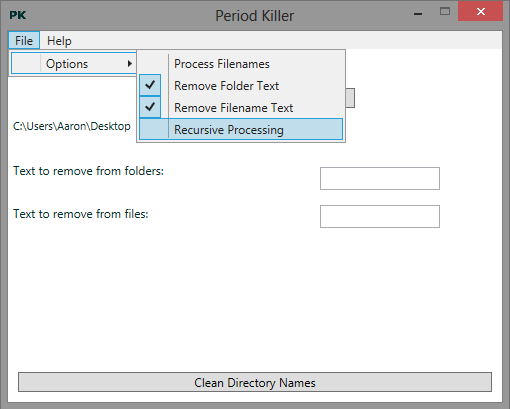 PK Period Killer
File Help
Options
Process Filenames
Remove Folder Text
Remove Filename Text
Recursive Processing
C:\Users\Aaron\Desktop
Text to remove from folders:
Text to remove from files:
Clean Directory Names